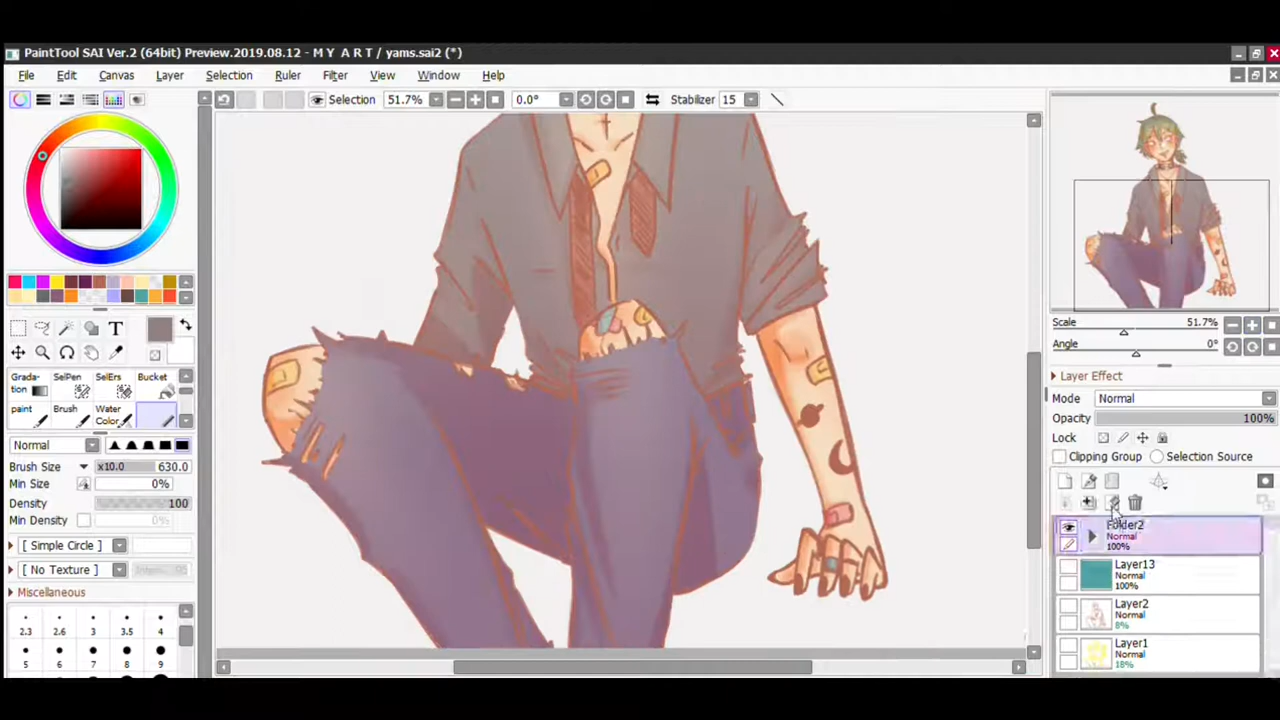 PaintTool SAI Ver.2 (64bit) Preview.2019.08.12 - M Y A R T / yams.sai2 (*)
File Edit Canvas Layer Selection Ruler Filter View Window Help
Selection 51.7% 0.0° Stabilizer 15
Scale 51.7%
Angle 0°
Layer Effect
Mode Normal
Opacity 100%
Lock
Clipping Group Selection Source
Folder2
Normal
100%
Layer13
Normal
100%
Layer2
Normal
8%
Layer1
Normal
18%
T
Grada-
tion SelPen SelErs Bucket
paint Brush Water
Color
Normal
Brush Size x10.0 630.0
Min Size 0%
Density 100
Min Density 0%
[ Simple Circle ]
[ No Texture ]
Miscellaneous
2.3 2.6 3 3.5 4
5 6 7 8 9